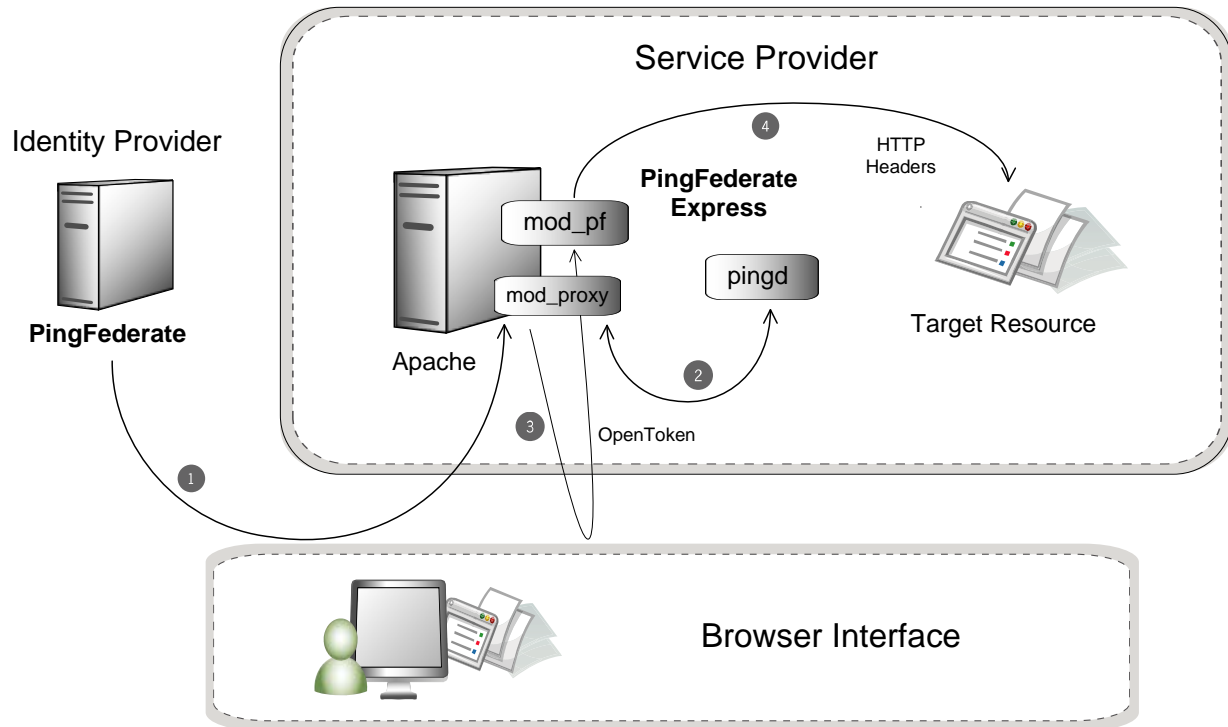 Service Provider
4
HTTP
Headers
Identity Provider
PingFederate
Express
mod_pf
pingd
mod_proxy
PingFederate
Apache
Target Resource
2
3
OpenToken
1
Browser Interface